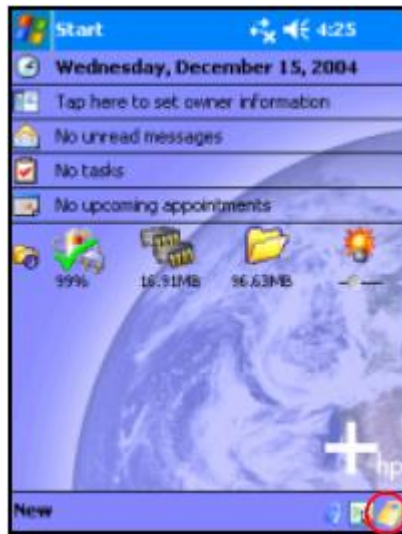 Start 4:25
Wednesday, December 15, 2004
Tap here to set owner information
No unread messages
No tasks
No upcoming appointments
99% 16.91MB 96.63MB
hp
New